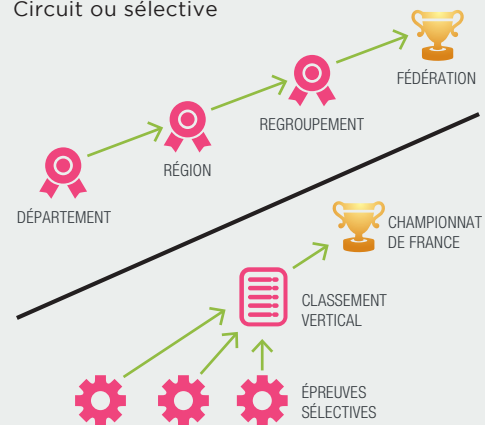 Circuit ou sélective
FÉDÉRATION
REGROUPEMENT
RÉGION
DÉPARTEMENT
CHAMPIONNAT
DE FRANCE
CLASSEMENT
VERTICAL
ÉPREUVES
SÉLECTIVES